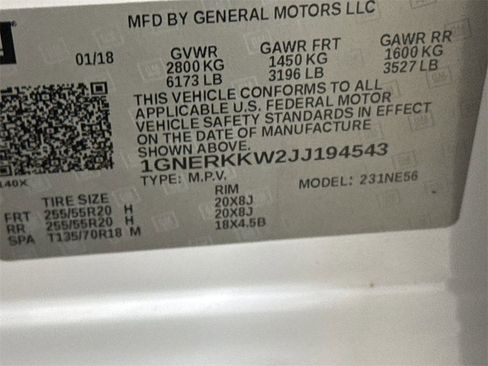 MFD BY GENERAL MOTORS LLC
01/18 GVWR GAWR FRT GAWR RR
2800 KG 1450 KG 1600 KG
6173 LB 3196 LB 3527 LB
THIS VEHICLE CONFORMS TO ALL
APPLICABLE U.S. FEDERAL MOTOR
VEHICLE SAFETY STANDARDS IN EFFECT
ON THE DATE OF MANUFACTURE
SHOWN ABOVE.
1GNERKKW2JJ194543
140X TYPE: M.P.V. MODEL: 231NE56
TIRE SIZE RIM
FRT 255/55R20 H 20X8J
RR 255/55R20 H 20X8J
SPA T135/70R18 M 18X4.5B